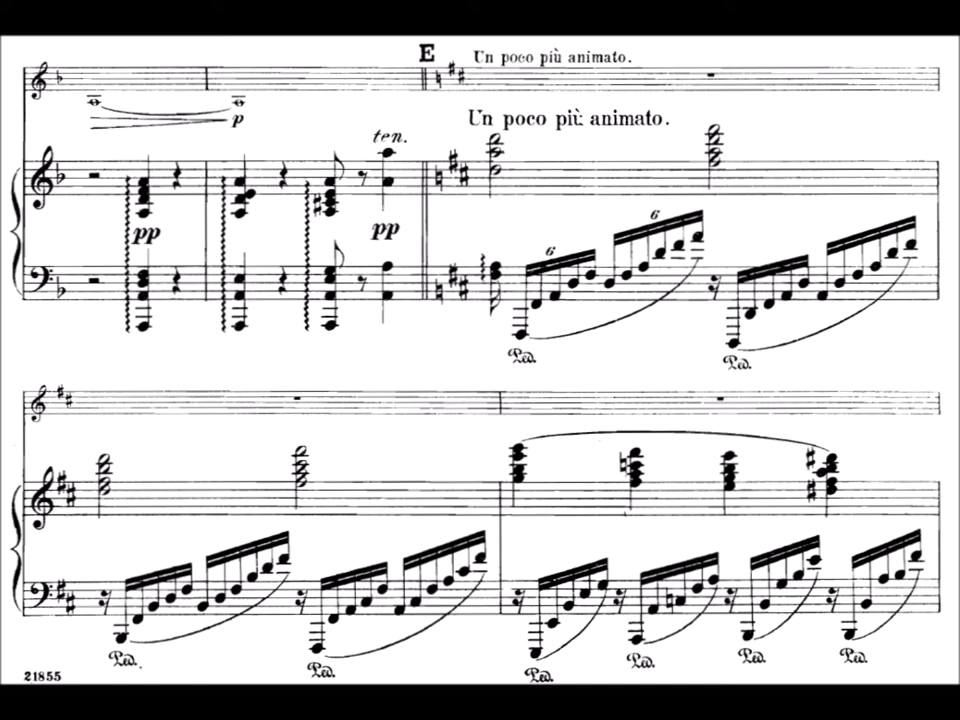 E Un poco più animato.
p
Un poco più animato.
ten.
pp pp
6 6
Ped. Ped.
Ped. Ped. Ped. Ped. Ped. Ped.
21855